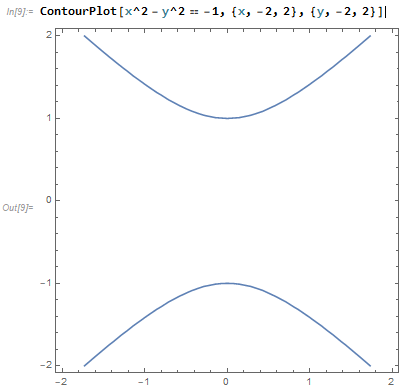 In[9]:= ContourPlot[x^2 - y^2 == -1, {x, -2, 2}, {y, -2, 2}]
2
1
0
Out[9]=
-1
-2
-2 -1 0 1 2